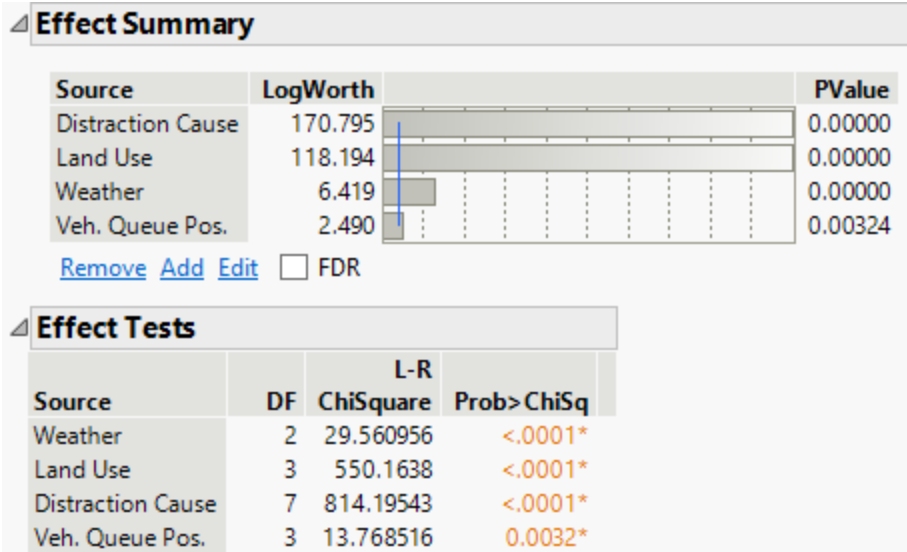 Effect Summary
Source LogWorth PValue
Distraction Cause 170.795 0.00000
Land Use 118.194 0.00000
Weather 6.419 0.00000
Veh. Queue Pos. 2.490 0.00324
Remove Add Edit FDR
Effect Tests
L-R
Source DF ChiSquare Prob>ChiSq
Weather 2 29.560956 <.0001*
Land Use 3 550.1638 <.0001*
Distraction Cause 7 814.19543 <.0001*
Veh. Queue Pos. 3 13.768516 0.0032*